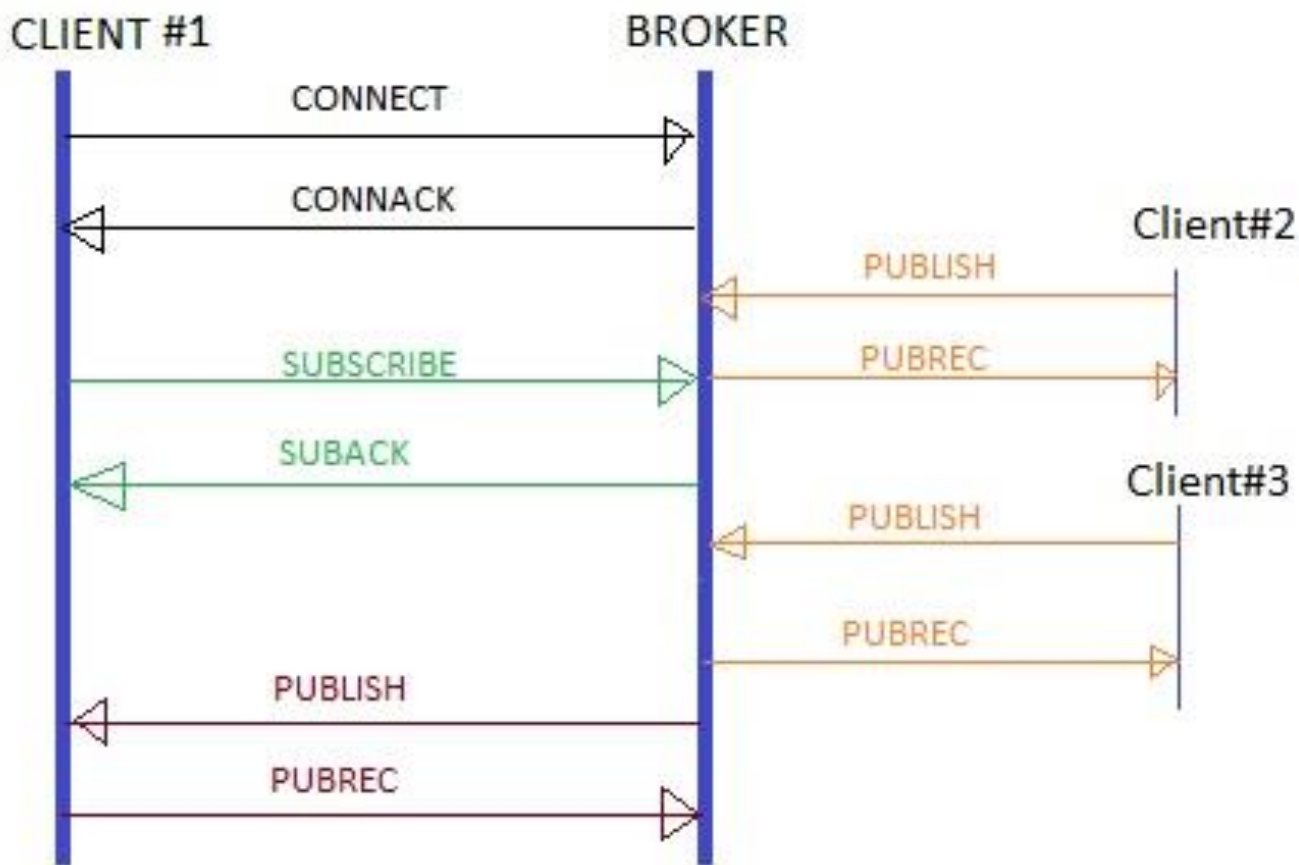 CLIENT #1
BROKER
CONNECT
CONNACK
Client#2
PUBLISH
SUBSCRIBE
PUBREC
SUBACK
Client#3
PUBLISH
PUBREC
PUBLISH
PUBREC